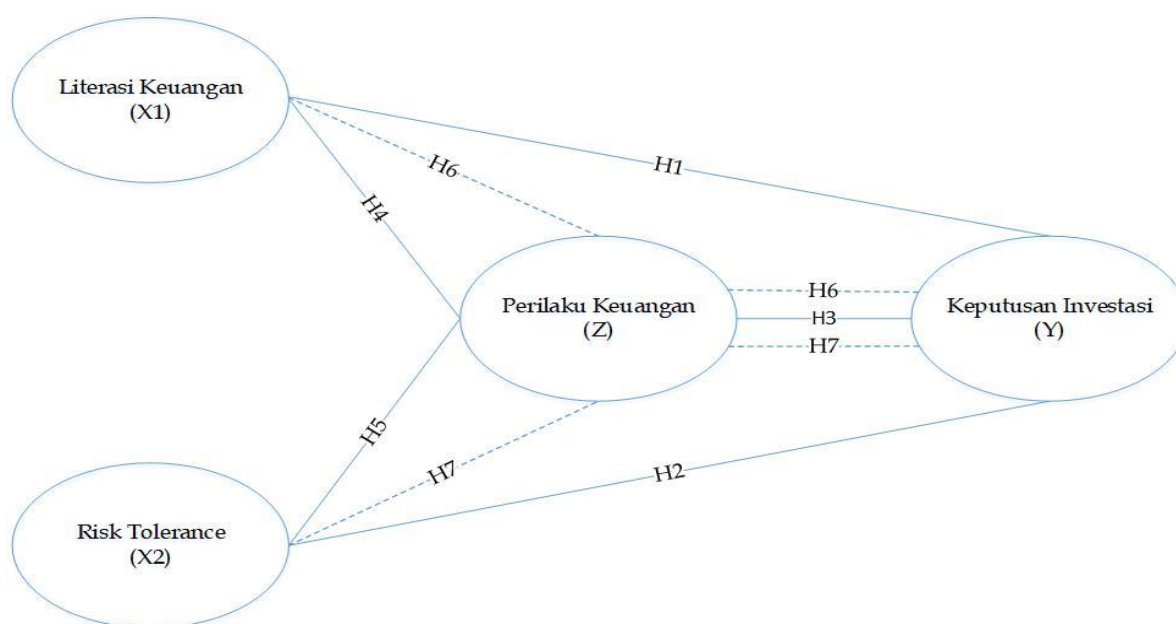 Literasi Keuangan
(X1)
H1
H6
H4
Perilaku Keuangan
(Z)
H6
H3
H7
Keputusan Investasi
(Y)
H5
H7
H2
Risk Tolerance
(X2)